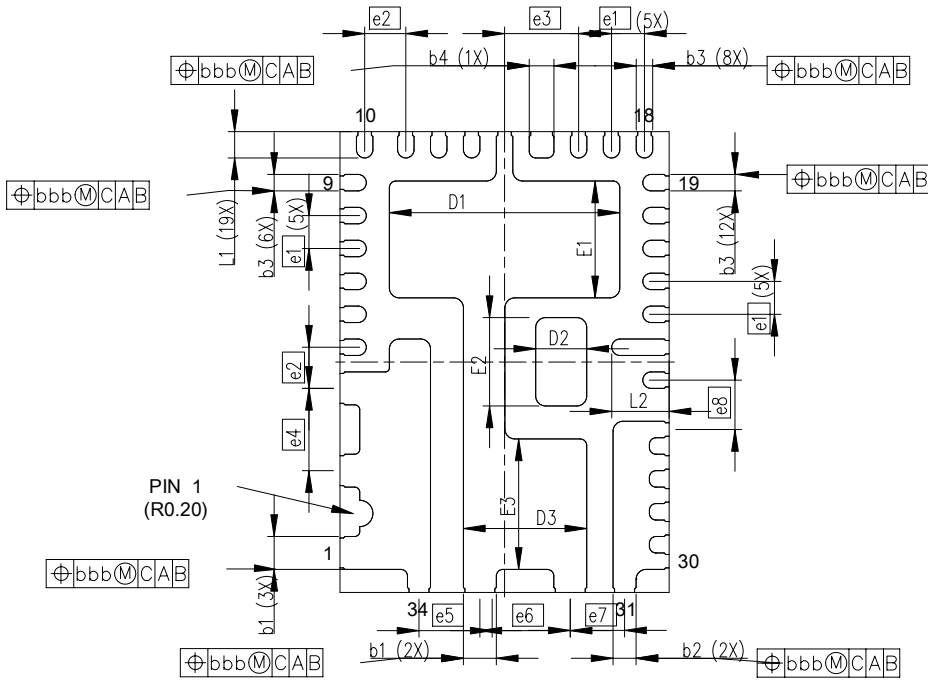 e2 e3 e1 (5X)
b4 (1X) b3 (8X)
⌖ bbb Ⓜ C A B
⌖ bbb Ⓜ C A B
10 18
9 19
⌖ bbb Ⓜ C A B
⌖ bbb Ⓜ C A B
L1 (19X)
b3 (6X)
e1 (5X)
D1
E1
b3 (12X)
e1 (5X)
e2
E2
D2
L2
e8
e4
PIN 1
(R0.20)
E3
D3
1 30
⌖ bbb Ⓜ C A B
b1 (3X)
34 31
e5 e6 e7
b1 (2X) b2 (2X)
⌖ bbb Ⓜ C A B
⌖ bbb Ⓜ C A B